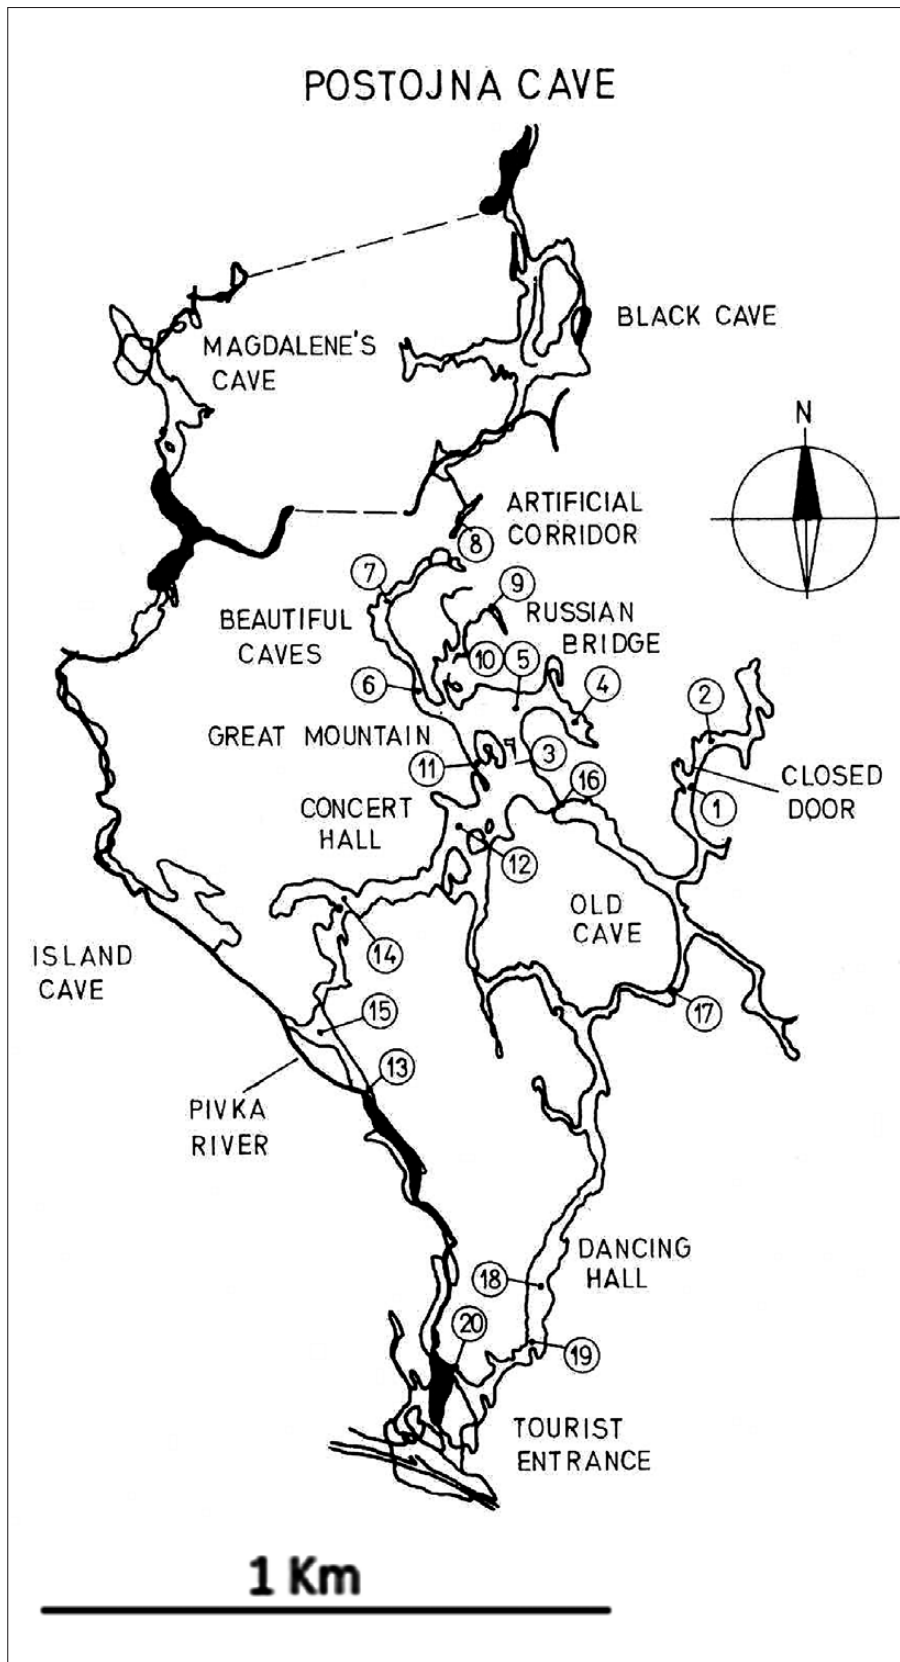 POSTOJNA CAVE
BLACK CAVE
MAGDALENE'S
CAVE
N
ARTIFICIAL
CORRIDOR
8
7
9
BEAUTIFUL
CAVES
RUSSIAN
BRIDGE
10
5
6
4
2
GREAT MOUNTAIN
11
3
CLOSED
DOOR
16
1
CONCERT
HALL
12
14
OLD
CAVE
ISLAND
CAVE
15
17
13
PIVKA
RIVER
DANCING
HALL
18
20
19
TOURIST
ENTRANCE
1 Km